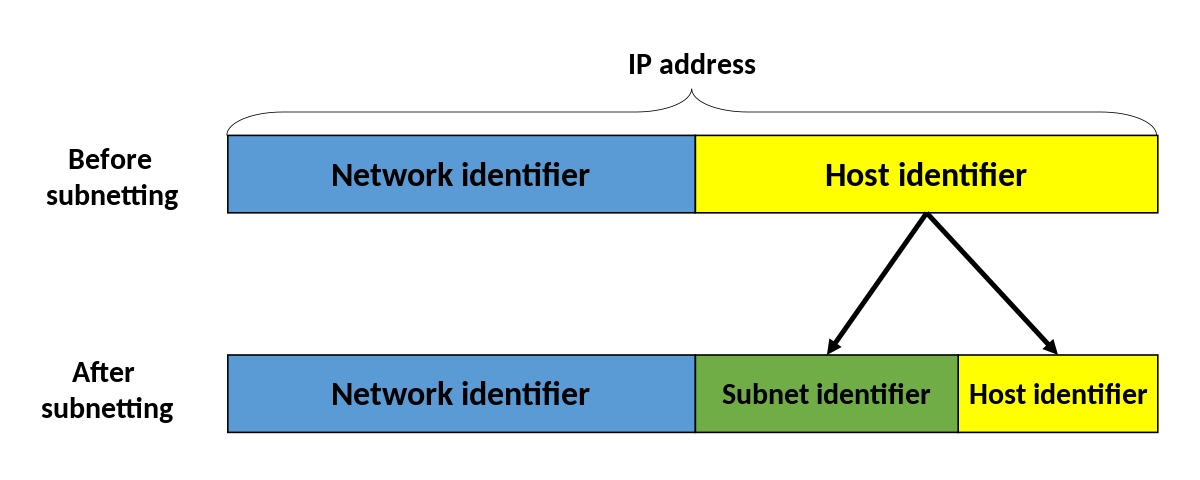 IP address
Before
subnetting
Network identifier
Host identifier
After
subnetting
Network identifier
Subnet identifier
Host identifier